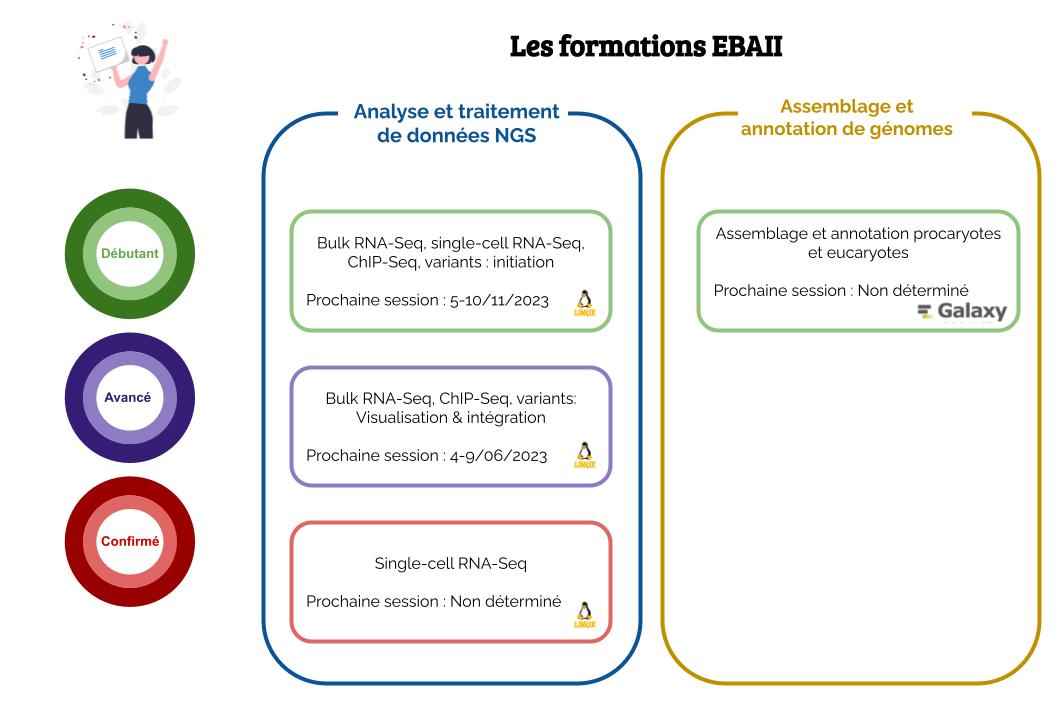 Les formations EBAII
Analyse et traitement
de données NGS
Assemblage et
annotation de génomes
Débutant
Bulk RNA-Seq, single-cell RNA-Seq,
ChIP-Seq, variants : initiation
Prochaine session : 5-10/11/2023
LINUX
Assemblage et annotation procaryotes
et eucaryotes
Prochaine session : Non déterminé
Galaxy
Avancé
Bulk RNA-Seq, ChIP-Seq, variants:
Visualisation & intégration
Prochaine session : 4-9/06/2023
LINUX
Confirmé
Single-cell RNA-Seq
Prochaine session : Non déterminé
LINUX